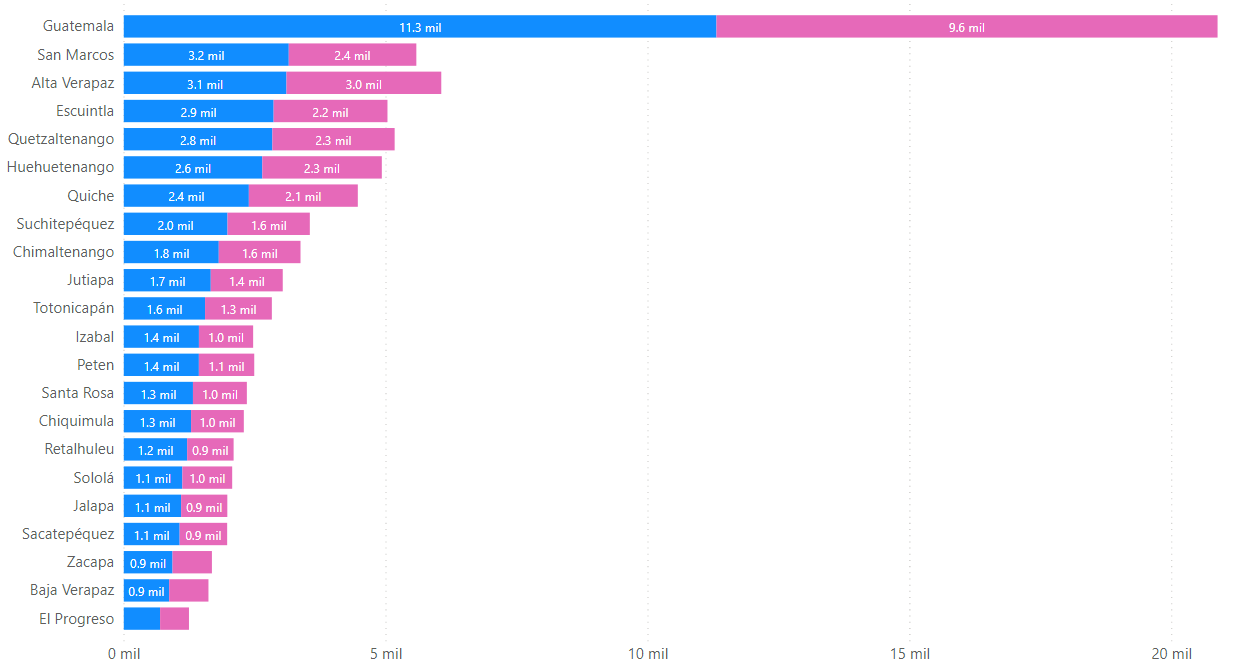 Guatemala 11.3 mil 9.6 mil
San Marcos 3.2 mil 2.4 mil
Alta Verapaz 3.1 mil 3.0 mil
Escuintla 2.9 mil 2.2 mil
Quetzaltenango 2.8 mil 2.3 mil
Huehuetenango 2.6 mil 2.3 mil
Quiche 2.4 mil 2.1 mil
Suchitepéquez 2.0 mil 1.6 mil
Chimaltenango 1.8 mil 1.6 mil
Jutiapa 1.7 mil 1.4 mil
Totonicapán 1.6 mil 1.3 mil
Izabal 1.4 mil 1.0 mil
Peten 1.4 mil 1.1 mil
Santa Rosa 1.3 mil 1.0 mil
Chiquimula 1.3 mil 1.0 mil
Retalhuleu 1.2 mil 0.9 mil
Sololá 1.1 mil 1.0 mil
Jalapa 1.1 mil 0.9 mil
Sacatepéquez 1.1 mil 0.9 mil
Zacapa 0.9 mil
Baja Verapaz 0.9 mil
El Progreso
0 mil 5 mil 10 mil 15 mil 20 mil